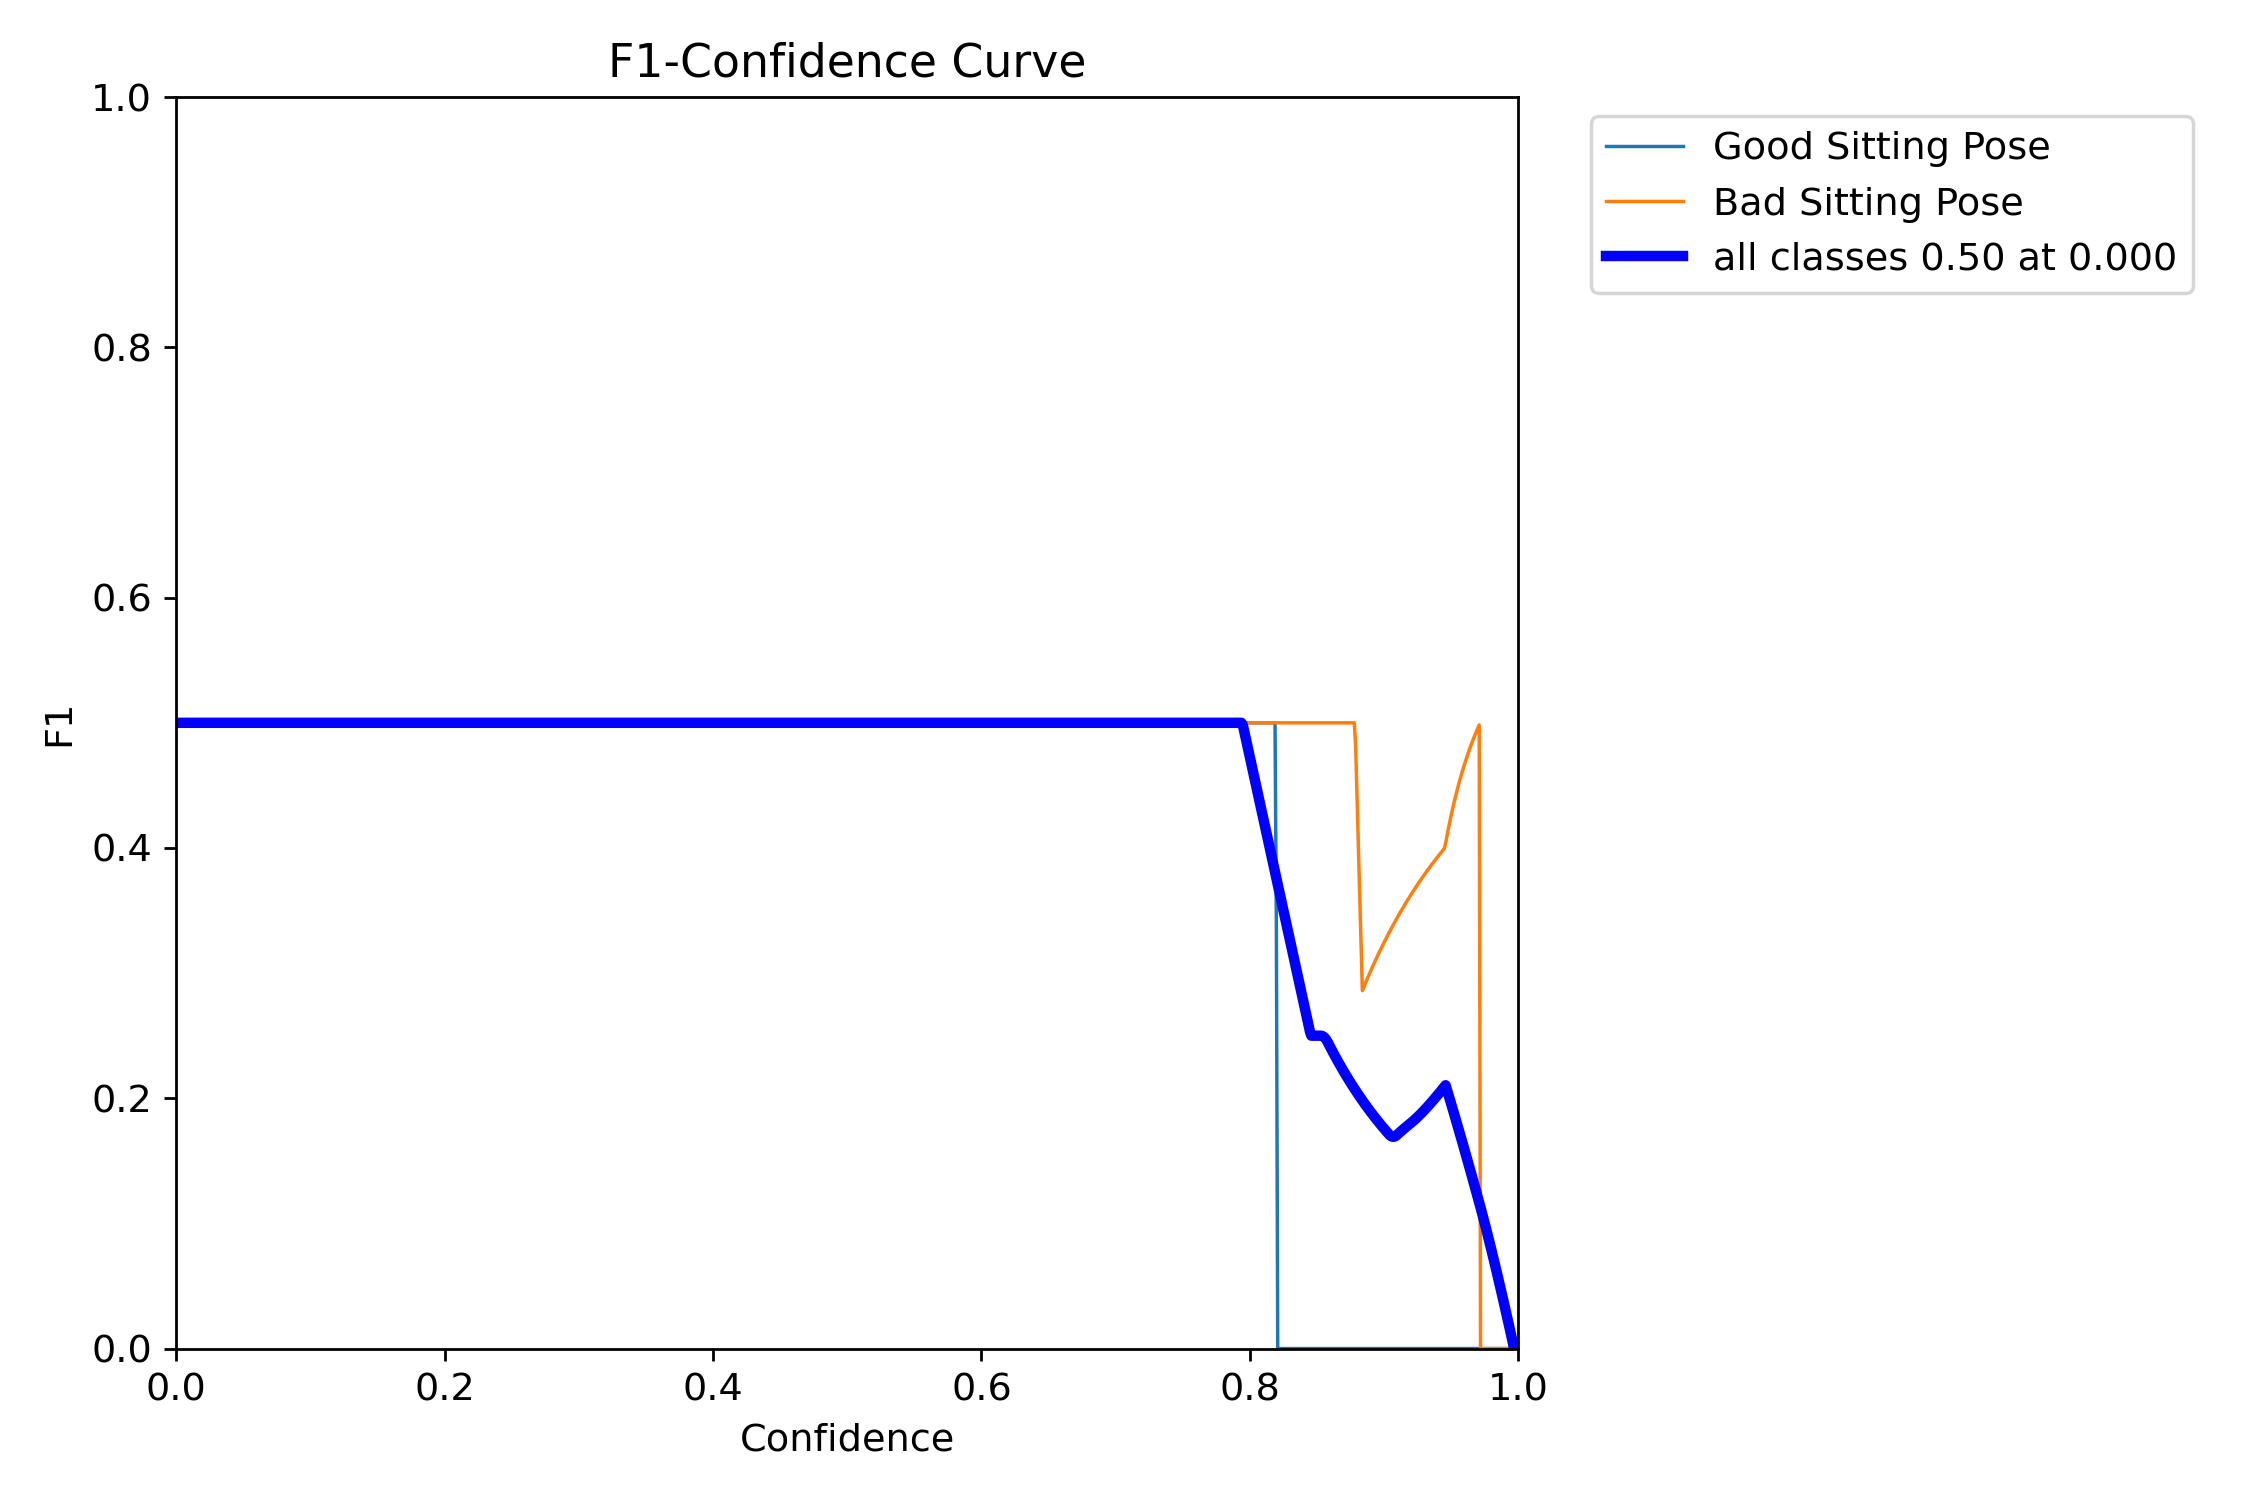 F1-Confidence Curve
1.0
0.8
0.6
0.4
0.2
0.0
F1
0.0 0.2 0.4 0.6 0.8 1.0
Confidence
Good Sitting Pose
Bad Sitting Pose
all classes 0.50 at 0.000